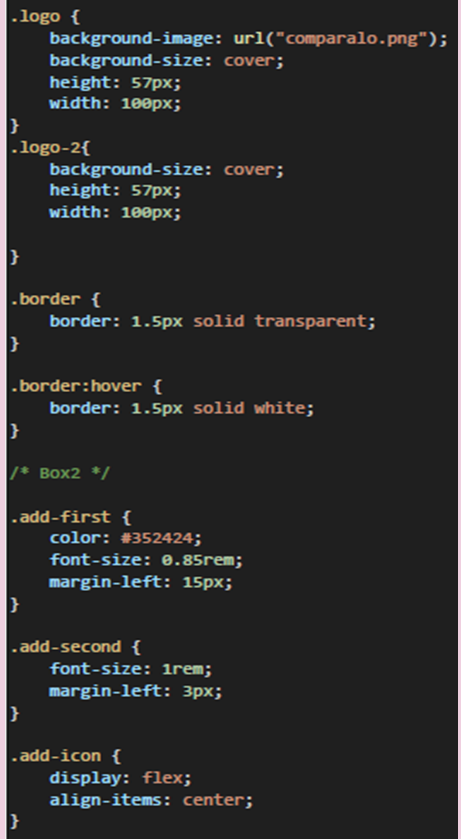 .logo {
    background-image: url("comparalo.png");
    background-size: cover;
    height: 57px;
    width: 100px;
}
.logo-2{
    background-size: cover;
    height: 57px;
    width: 100px;

}

.border {
    border: 1.5px solid transparent;
}

.border:hover {
    border: 1.5px solid white;
}

/* Box2 */

.add-first {
    color: #352424;
    font-size: 0.85rem;
    margin-left: 15px;
}

.add-second {
    font-size: 1rem;
    margin-left: 3px;
}

.add-icon {
    display: flex;
    align-items: center;
}